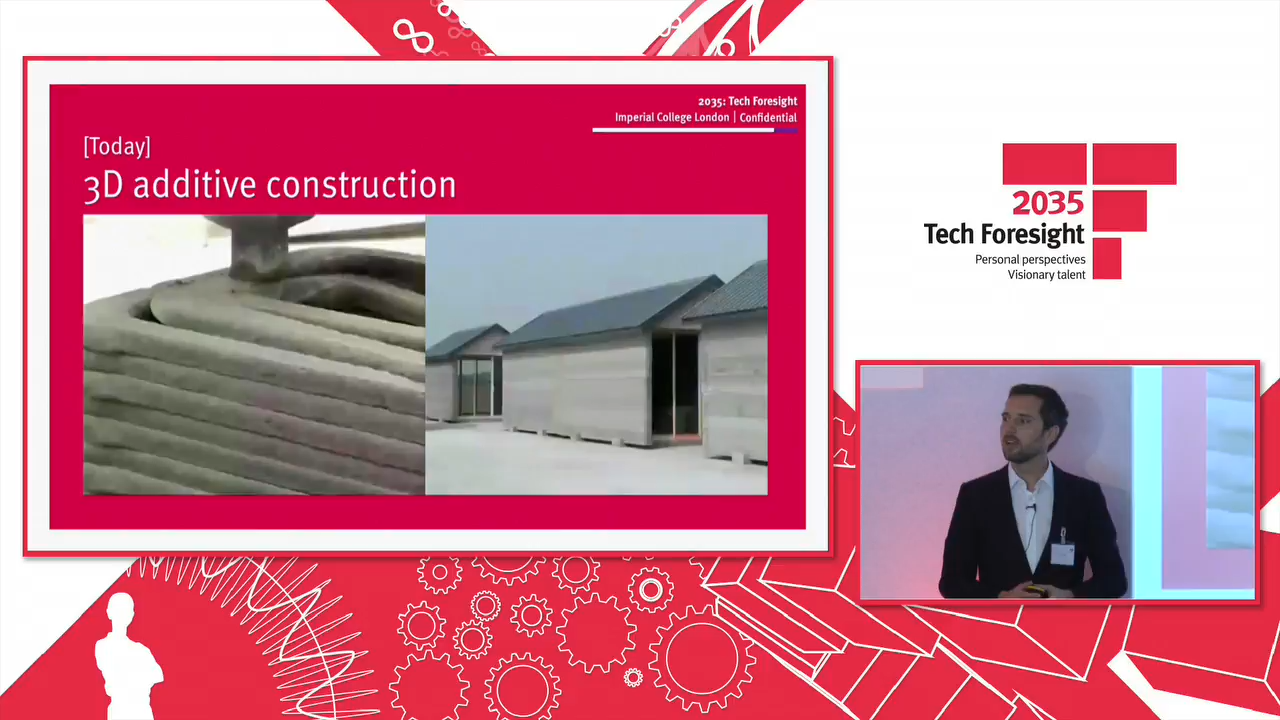 2035: Tech Foresight
Imperial College London | Confidential
[Today]
3D additive construction
2035
Tech Foresight
Personal perspectives
Visionary talent